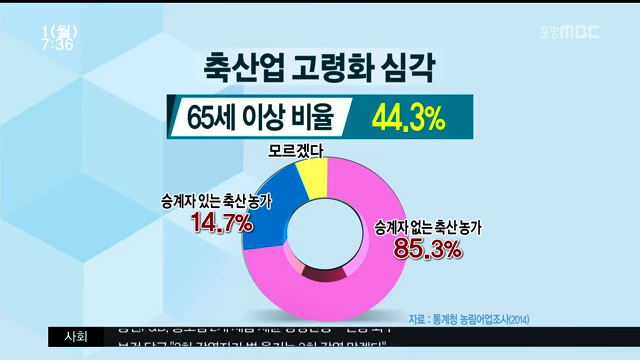 1(월)
7:36
포항MBC
축산업 고령화 심각
65세 이상 비율 44.3%
모르겠다
승계자 있는 축산 농가
14.7%
승계자 없는 축산 농가
85.3%
자료 : 통계청 농림어업조사(2014)
사회